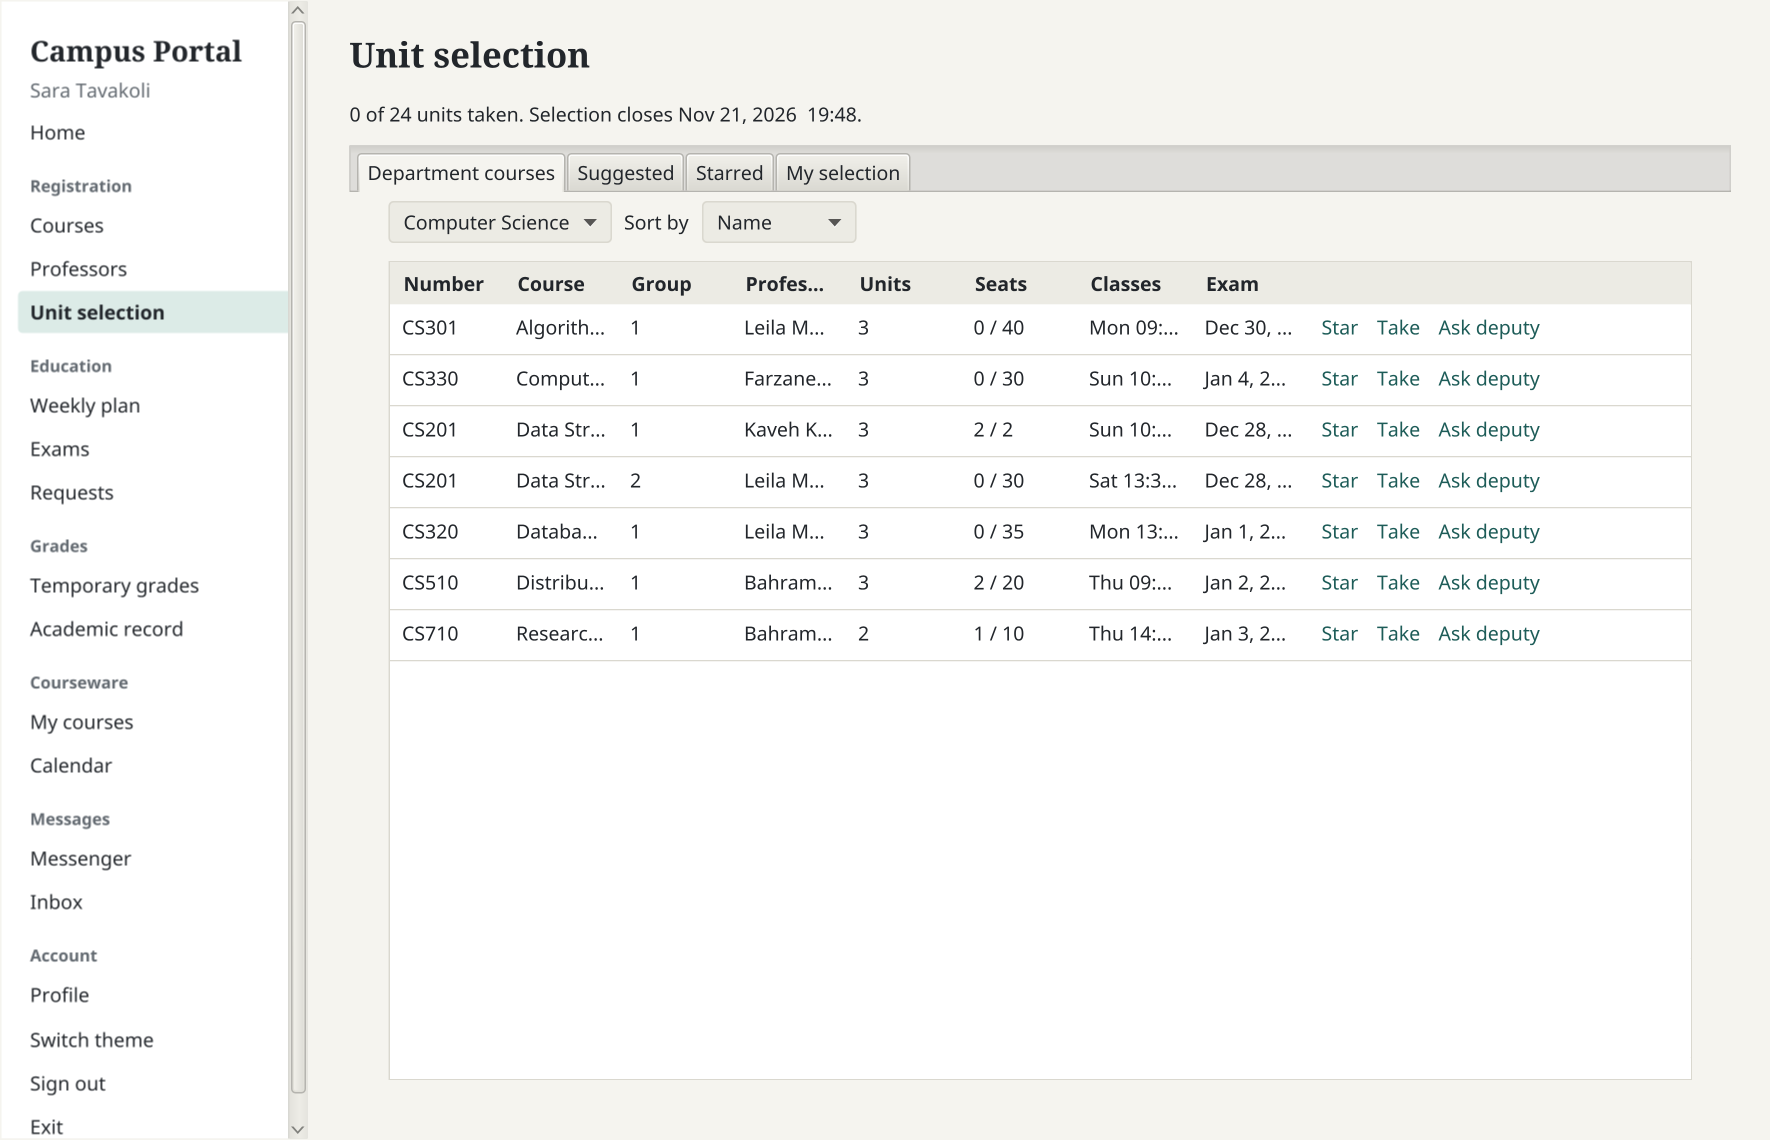 Campus Portal
Sara Tavakoli
Home
Registration
Courses
Professors
Unit selection
Education
Weekly plan
Exams
Requests
Grades
Temporary grades
Academic record
Courseware
My courses
Calendar
Messages
Messenger
Inbox
Account
Profile
Switch theme
Sign out
Exit
Unit selection
0 of 24 units taken. Selection closes Nov 21, 2026  19:48.
Department courses Suggested Starred My selection
Computer Science Sort by Name
Number Course Group Profes... Units Seats Classes Exam
CS301 Algorith... 1 Leila M... 3 0 / 40 Mon 09:... Dec 30, ... Star Take Ask deputy
CS330 Comput... 1 Farzane... 3 0 / 30 Sun 10:... Jan 4, 2... Star Take Ask deputy
CS201 Data Str... 1 Kaveh K... 3 2 / 2 Sun 10:... Dec 28, ... Star Take Ask deputy
CS201 Data Str... 2 Leila M... 3 0 / 30 Sat 13:3... Dec 28, ... Star Take Ask deputy
CS320 Databa... 1 Leila M... 3 0 / 35 Mon 13:... Jan 1, 2... Star Take Ask deputy
CS510 Distribu... 1 Bahram... 3 2 / 20 Thu 09:... Jan 2, 2... Star Take Ask deputy
CS710 Researc... 1 Bahram... 2 1 / 10 Thu 14:... Jan 3, 2... Star Take Ask deputy